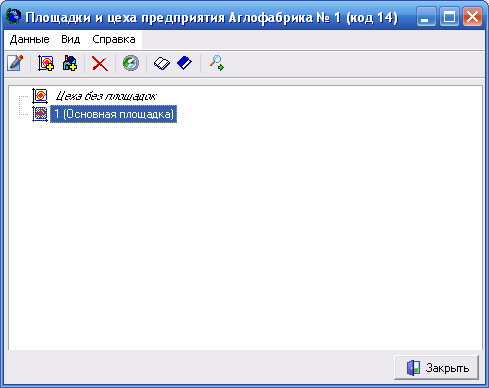 Площадки и цеха предприятия Аглофабрика № 1 (код 14)
Данные Вид Справка
Цеха без площадок
1 (Основная площадка)
Закрыть